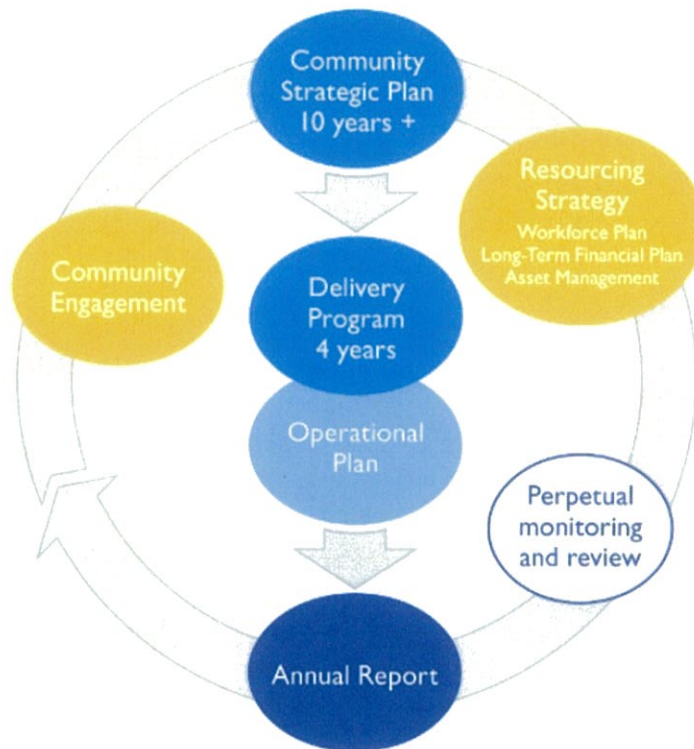 Community
Strategic Plan
10 years +
Resourcing
Strategy
Workforce Plan
Long-Term Financial Plan
Asset Management
Community
Engagement
Delivery
Program
4 years
Operational
Plan
Perpetual
monitoring
and review
Annual Report